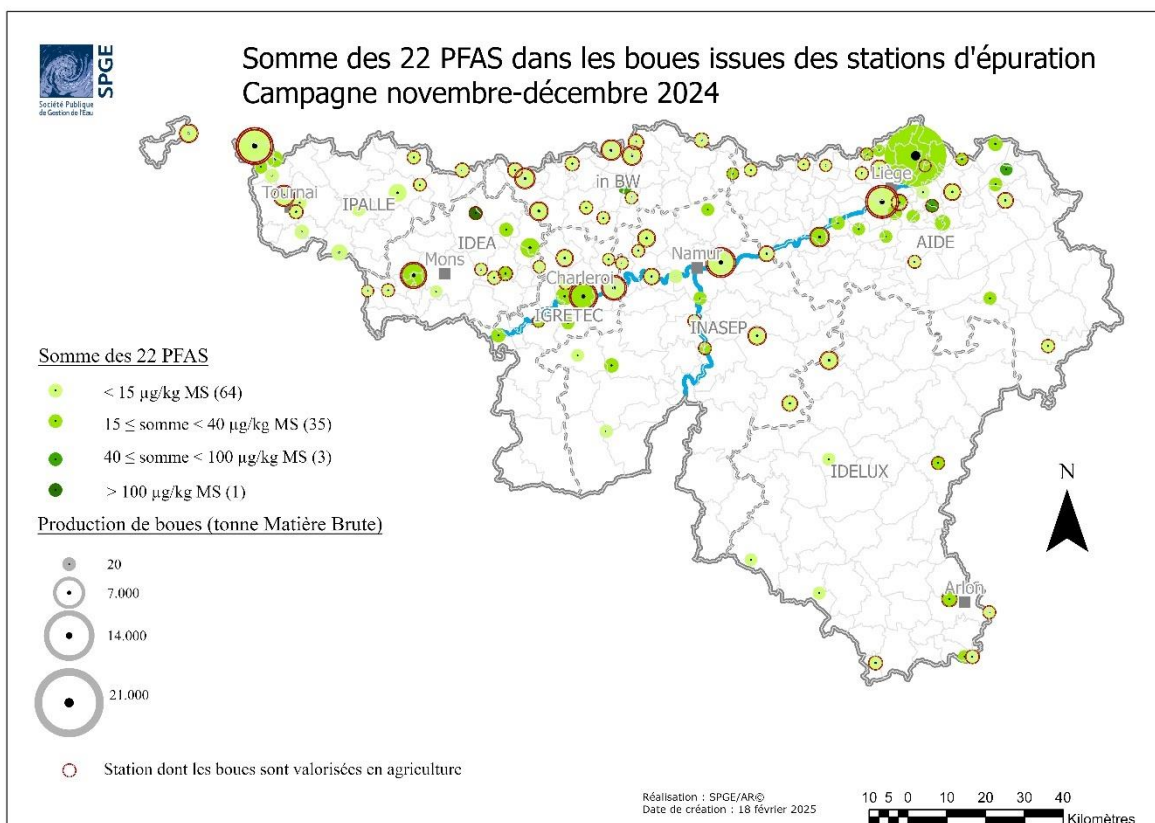 SPGE
Société Publique
de Gestion de l'Eau
Somme des 22 PFAS dans les boues issues des stations d'épuration
Campagne novembre-décembre 2024
Tournai
IPALLE
in BW
Liège
IDEA
Mons
AIDE
Namur
Charleroi
IGRETEC
INASEP
IDELUX
Arlon
N
Somme des 22 PFAS
< 15 µg/kg MS (64)
15 ≤ somme < 40 µg/kg MS (35)
40 ≤ somme < 100 µg/kg MS (3)
> 100 µg/kg MS (1)
Production de boues (tonne Matière Brute)
20
7.000
14.000
21.000
Station dont les boues sont valorisées en agriculture
Réalisation : SPGE/AR©
Date de création : 18 février 2025
10 5 0 10 20 30 40
Kilomètres